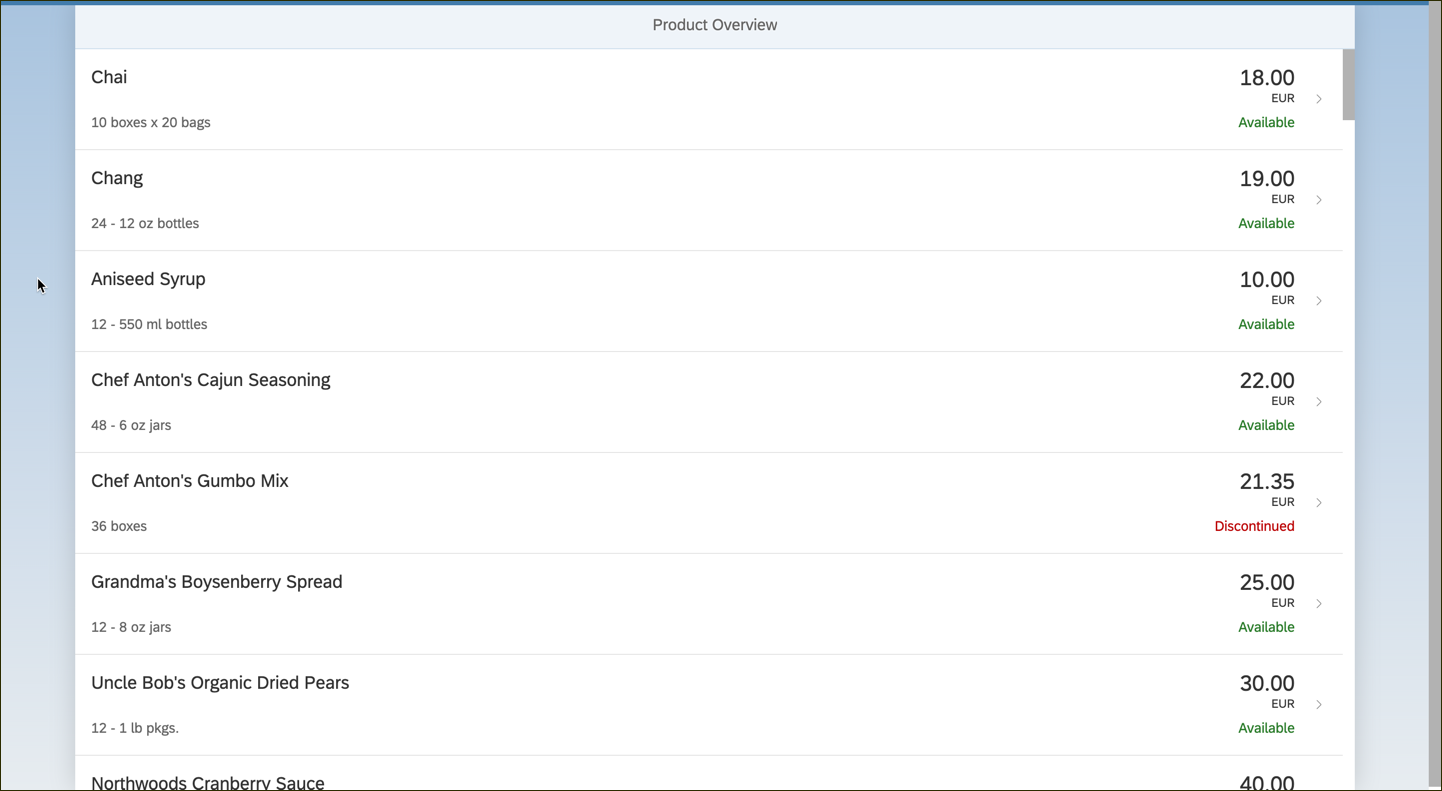 Product Overview
Chai
18.00
EUR
10 boxes x 20 bags
Available
Chang
19.00
EUR
24 - 12 oz bottles
Available
Aniseed Syrup
10.00
EUR
12 - 550 ml bottles
Available
Chef Anton's Cajun Seasoning
22.00
EUR
48 - 6 oz jars
Available
Chef Anton's Gumbo Mix
21.35
EUR
36 boxes
Discontinued
Grandma's Boysenberry Spread
25.00
EUR
12 - 8 oz jars
Available
Uncle Bob's Organic Dried Pears
30.00
EUR
12 - 1 lb pkgs.
Available
Northwoods Cranberry Sauce
40.00